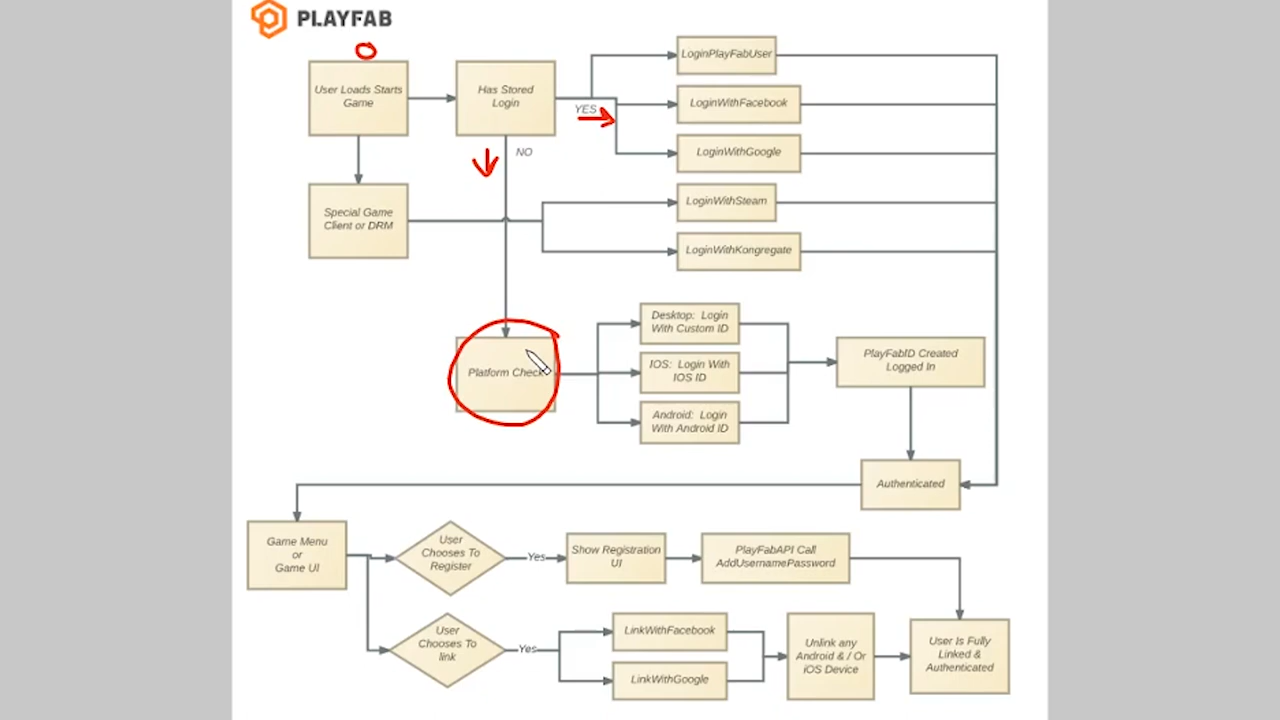 PLAYFAB
User Loads Starts
Game
Has Stored
Login
YES
NO
LoginPlayFabUser
LoginWithFacebook
LoginWithGoogle
Special Game
Client or DRM
LoginWithSteam
LoginWithKongregate
Platform Check
Desktop: Login
With Custom ID
IOS: Login With
IOS ID
Android: Login
With Android ID
PlayFabID Created
Logged In
Authenticated
Game Menu
or
Game UI
User
Chooses To
Register
Yes
Show Registration
UI
PlayFabAPI Call
AddUsernamePassword
User
Chooses To
link
Yes
LinkWithFacebook
LinkWithGoogle
Unlink any
Android & / Or
iOS Device
User Is Fully
Linked &
Authenticated